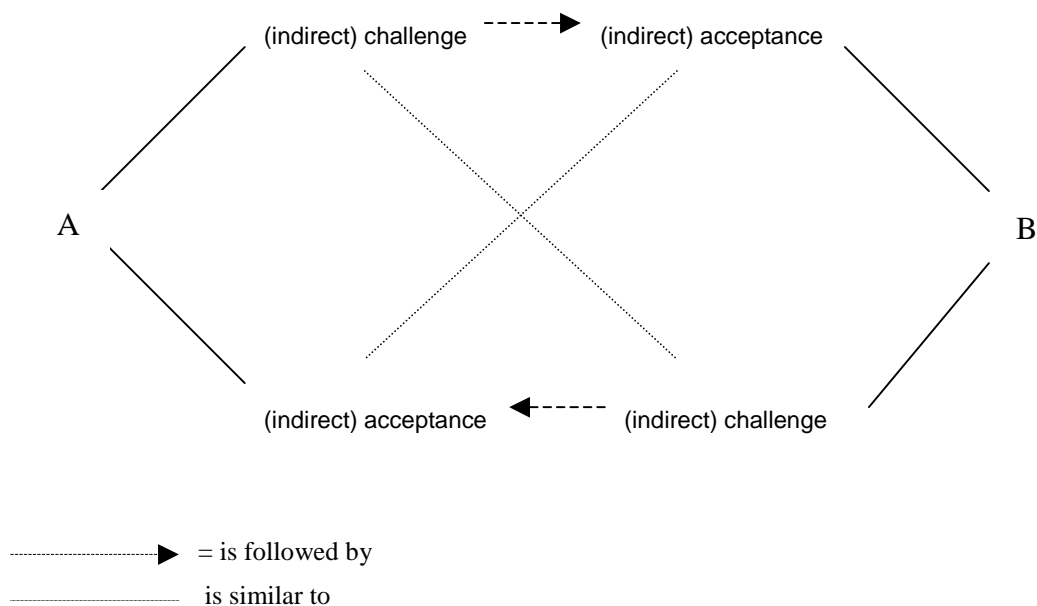 (indirect) challenge (indirect) acceptance
A B
(indirect) acceptance (indirect) challenge
= is followed by
is similar to